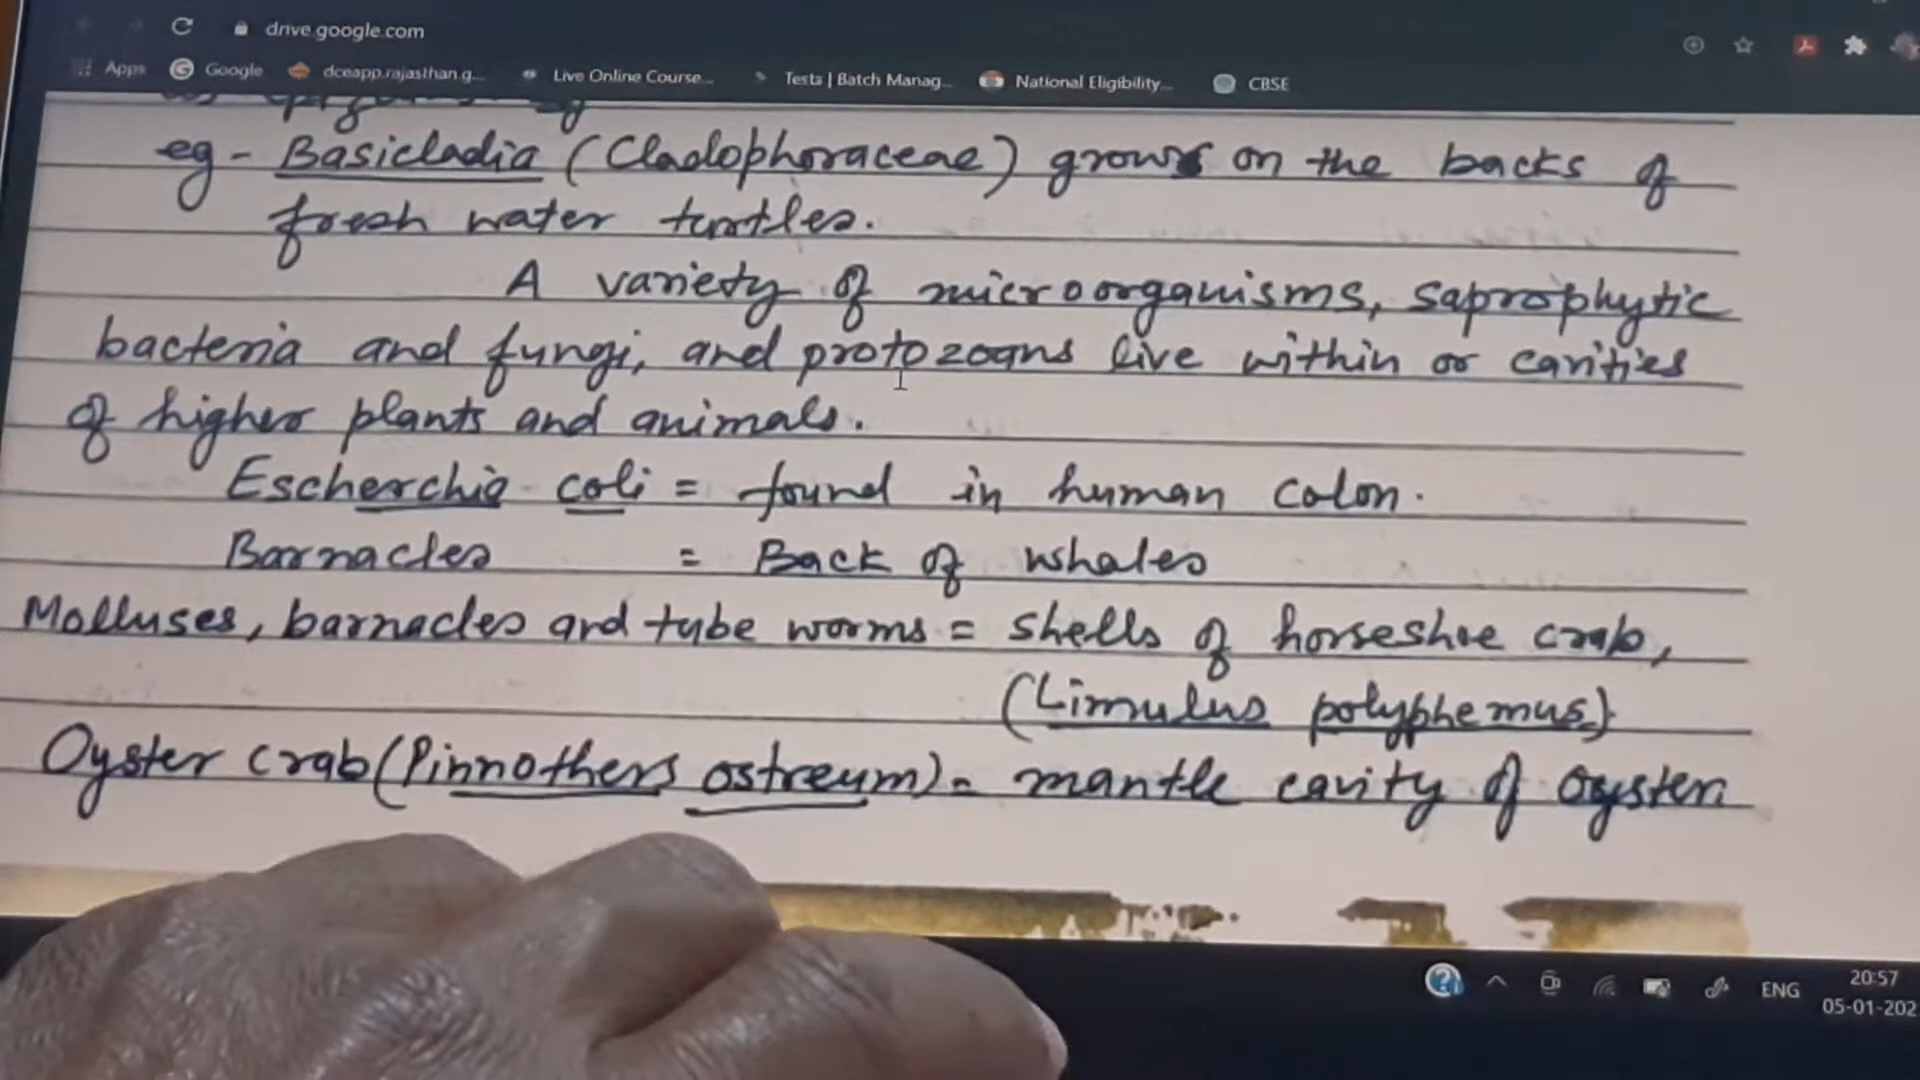 drive.google.com
Apps Google dceapp.rajasthan.g... Live Online Course... Tests | Batch Manag... National Eligibility... CBSE
eg - Basicladia (Cladophoraceae) grows on the backs of
fresh water turtles.
A variety of microorganisms, saprophytic
bacteria and fungi, and protozoans live within or cavities
of higher plants and animals.
Escherchia coli = found in human colon.
Barnacles = Back of whales
Molluses, barnacles and tube worms = shells of horseshoe crab,
(Limulus polyphemus)
Oyster crab (Pinnothers ostreum) = mantle cavity of oyster
ENG 20:57
05-01-202